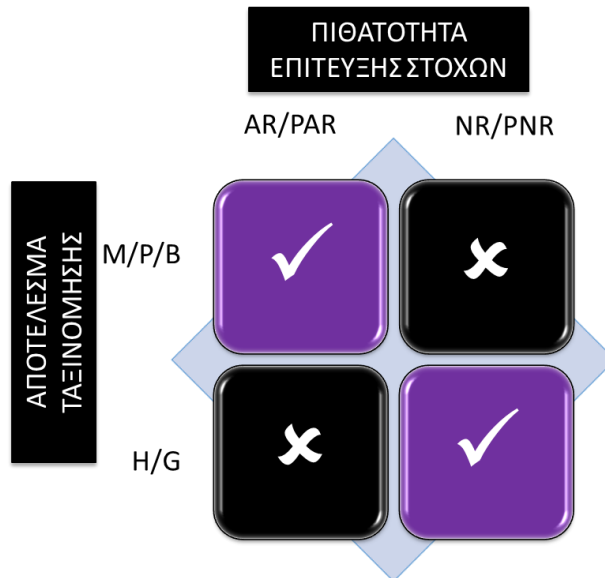 ΠΙΘΑΤΟΤΗΤΑ
ΕΠΙΤΕΥΞΗΣ ΣΤΟΧΩΝ
AR/PAR
NR/PNR
ΑΠΟΤΕΛΕΣΜΑ
ΤΑΞΙΝΟΜΗΣΗΣ
M/P/B
H/G